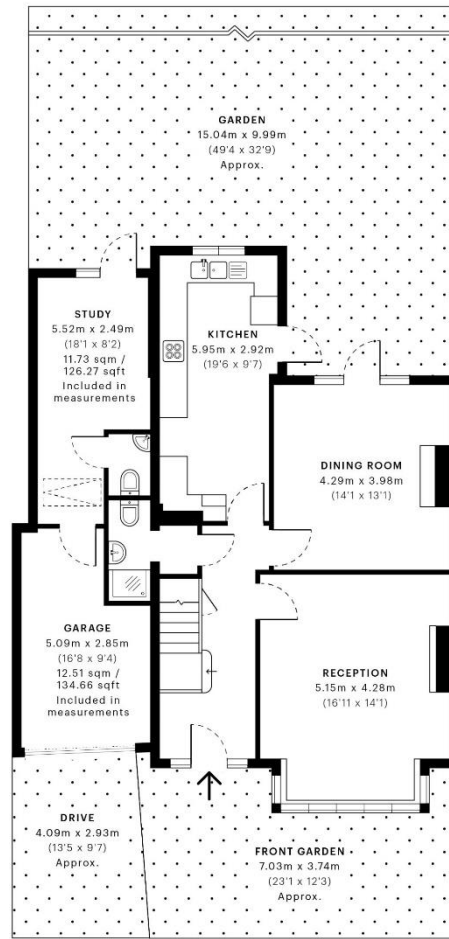 GARDEN
15.04m x 9.99m
(49'4 x 32'9)
Approx.
STUDY
5.52m x 2.49m
(18'1 x 8'2)
11.73 sqm /
126.27 sqft
Included in
measurements
KITCHEN
5.95m x 2.92m
(19'6 x 9'7)
DINING ROOM
4.29m x 3.98m
(14'1 x 13'1)
GARAGE
5.09m x 2.85m
(16'8 x 9'4)
12.51 sqm /
134.66 sqft
Included in
measurements
RECEPTION
5.15m x 4.28m
(16'11 x 14'1)
DRIVE
4.09m x 2.93m
(13'5 x 9'7)
Approx.
FRONT GARDEN
7.03m x 3.74m
(23'1 x 12'3)
Approx.